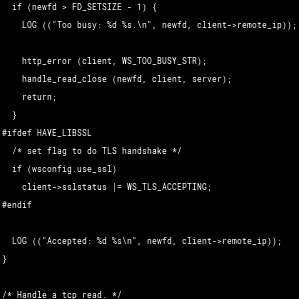 if (newfd > FD_SETSIZE - 1) {
LOG (("Too busy: %d %s.\n", newfd, client->remote_ip));
http_error (client, WS_TOO_BUSY_STR);
handle_read_close (newfd, client, server);
return;
}
#ifdef HAVE_LIBSSL
/* set flag to do TLS handshake */
if (wsconfig.use_ssl)
client->sslstatus |= WS_TLS_ACCEPTING;
#endif
LOG (("Accepted: %d %s\n", newfd, client->remote_ip));
}
/* Handle a tcp read. */